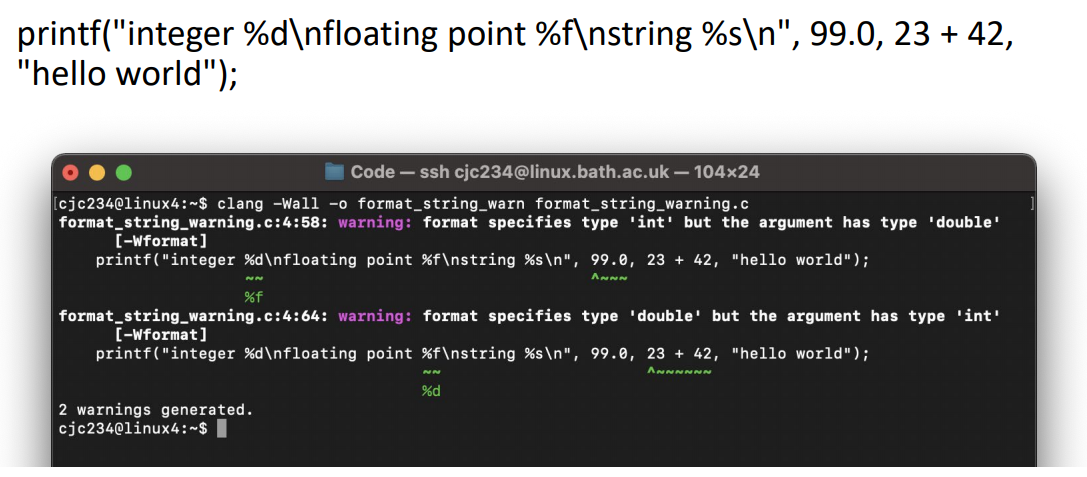 printf("integer %d\nfloating point %f\nstring %s\n", 99.0, 23 + 42,
"hello world");
Code — ssh cjc234@linux.bath.ac.uk — 104×24
[cjc234@linux4:~$ clang -Wall -o format_string_warn format_string_warning.c ]
format_string_warning.c:4:58: warning: format specifies type 'int' but the argument has type 'double'
[-Wformat]
printf("integer %d\nfloating point %f\nstring %s\n", 99.0, 23 + 42, "hello world");
~~ ^~~~
%f
format_string_warning.c:4:64: warning: format specifies type 'double' but the argument has type 'int'
[-Wformat]
printf("integer %d\nfloating point %f\nstring %s\n", 99.0, 23 + 42, "hello world");
~~ ^~~~~~~
%d
2 warnings generated.
cjc234@linux4:~$